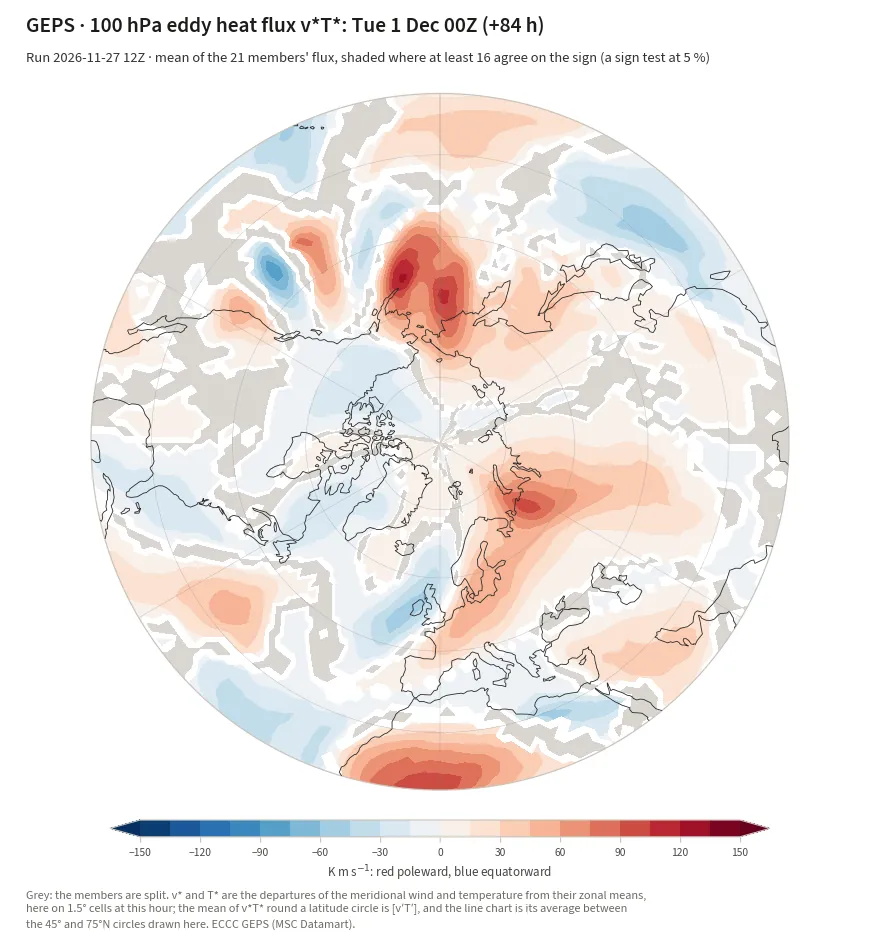 GEPS · 100 hPa eddy heat flux v*T*: Tue 1 Dec 00Z (+84 h)
Run 2026-11-27 12Z · mean of the 21 members' flux, shaded where at least 16 agree on the sign (a sign test at 5 %)
−150 −120 −90 −60 −30 0 30 60 90 120 150
K m s⁻¹: red poleward, blue equatorward
Grey: the members are split. v* and T* are the departures of the meridional wind and temperature from their zonal means,
here on 1.5° cells at this hour; the mean of v*T* round a latitude circle is [v'T'], and the line chart is its average between
the 45° and 75°N circles drawn here. ECCC GEPS (MSC Datamart).